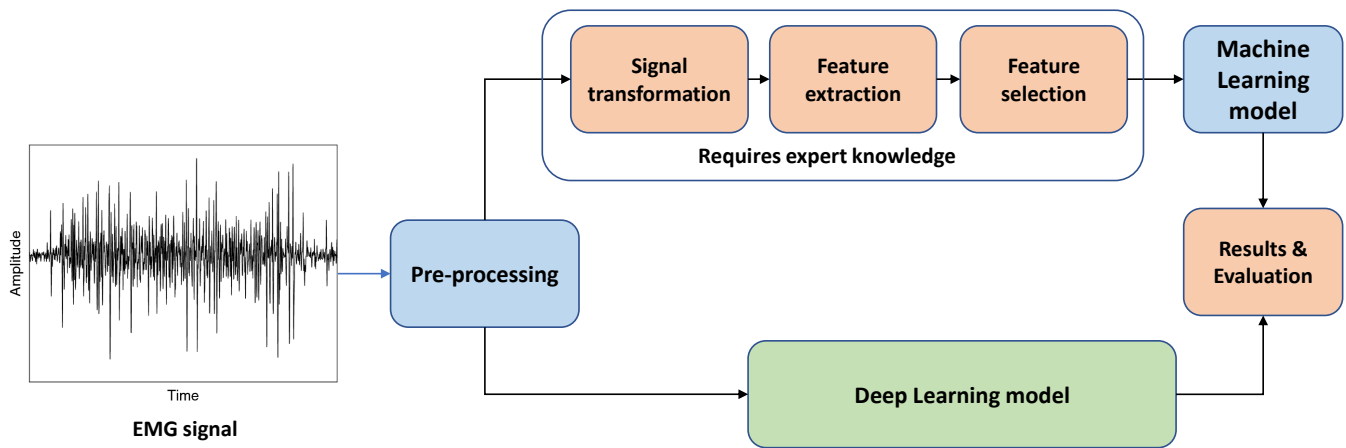 Amplitude
Time
EMG signal
Pre-processing
Signal
transformation
Feature
extraction
Feature
selection
Requires expert knowledge
Machine
Learning
model
Results &
Evaluation
Deep Learning model